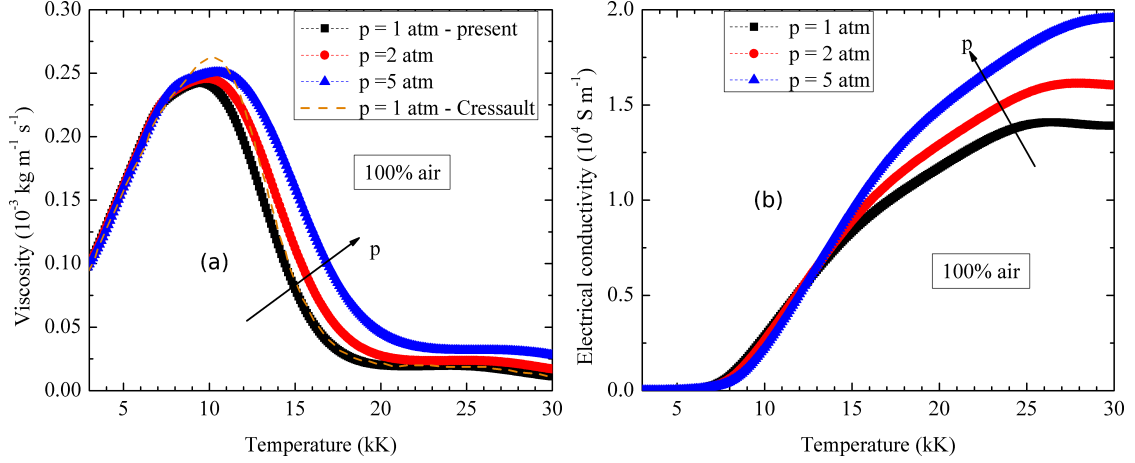 p = 1 atm - present
p =2 atm
p =5 atm
p = 1 atm - Cressault
100% air
(a)
p
Viscosity (10⁻³ kg m⁻¹ s⁻¹)
0.30
0.25
0.20
0.15
0.10
0.05
0.00
5
10
15
20
25
30
Temperature (kK)
p = 1 atm
p = 2 atm
p = 5 atm
p
(b)
100% air
Electrical conductivity (10⁴ S m⁻¹)
2.0
1.5
1.0
0.5
0.0
5
10
15
20
25
30
Temperature (kK)